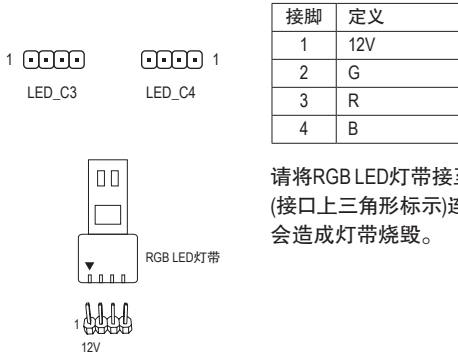 1
1
LED_C3
LED_C4
接脚 定义
1 12V
2 G
3 R
4 B
请将RGB LED灯带接
(接口上三角形标示)
会造成灯带烧毁。
RGB LED灯带
1
12V